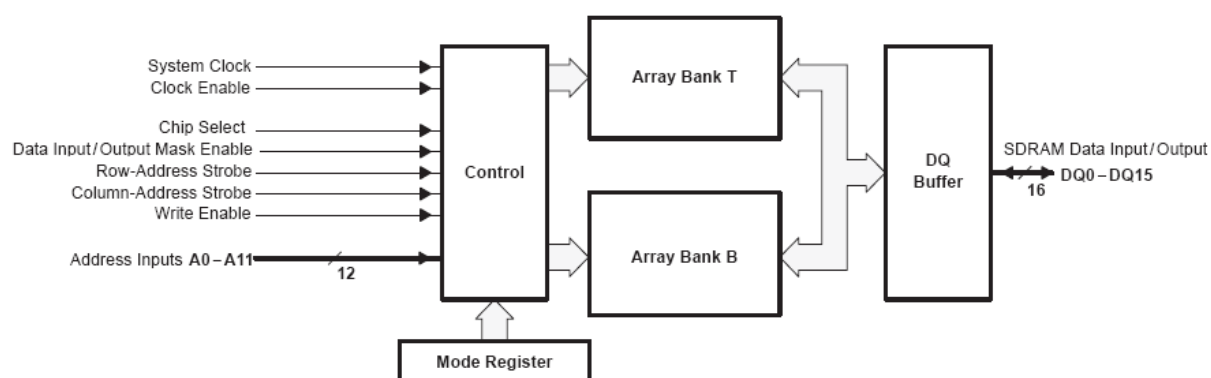 System Clock
Clock Enable
Chip Select
Data Input/Output Mask Enable
Row-Address Strobe
Column-Address Strobe
Write Enable
Address Inputs A0–A11
12
Control
Mode Register
Array Bank T
Array Bank B
DQ
Buffer
SDRAM Data Input/Output
DQ0–DQ15
16